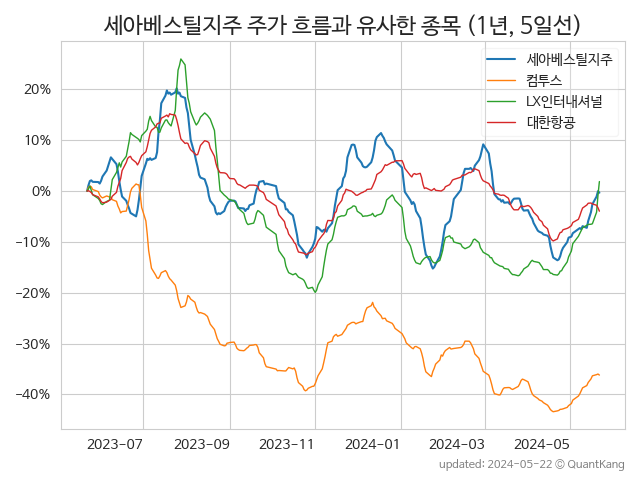 세아베스틸지주 주가 흐름과 유사한 종목 (1년, 5일선)
세아베스틸지주
컴투스
LX인터내셔널
대한항공
20%
10%
0%
−10%
−20%
−30%
−40%
2023-07
2023-09
2023-11
2024-01
2024-03
2024-05
updated: 2024-05-22 © QuantKang